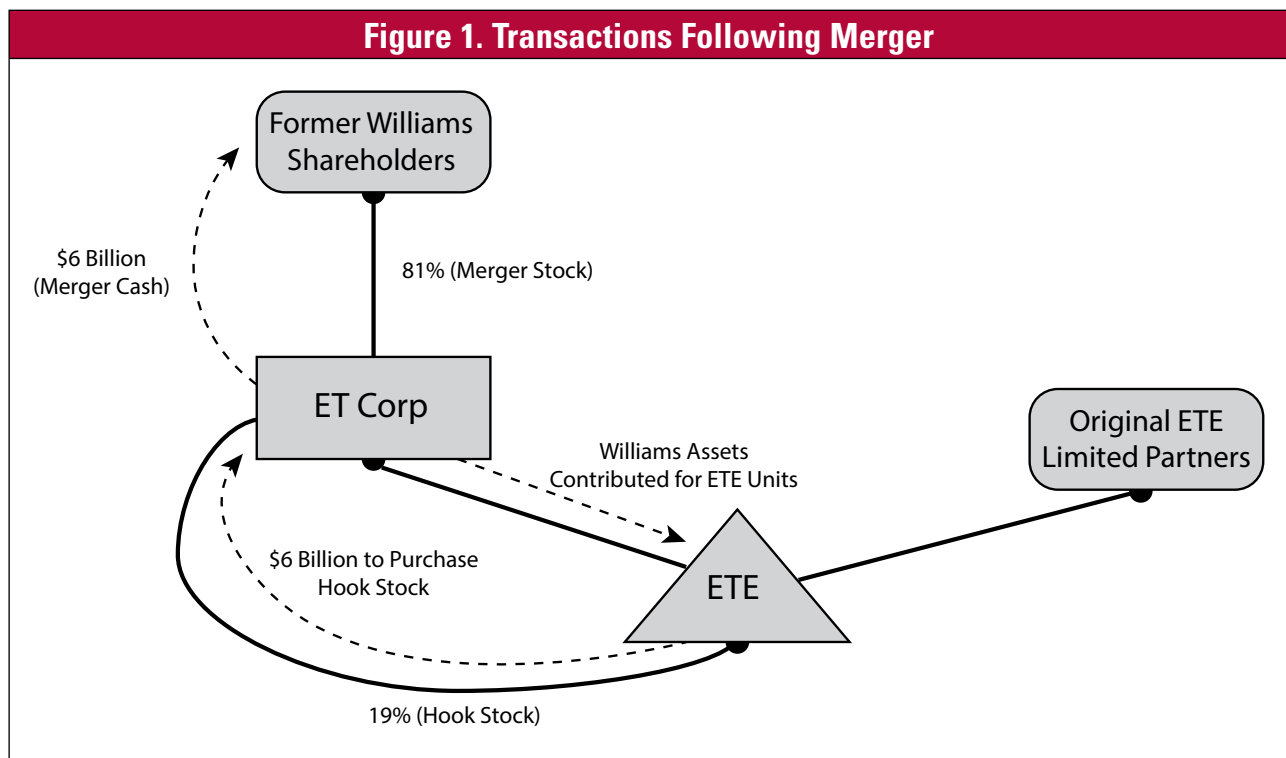 Figure 1. Transactions Following Merger
Former Williams
Shareholders
$6 Billion
(Merger Cash)
81% (Merger Stock)
ET Corp
Williams Assets
Contributed for ETE Units
Original ETE
Limited Partners
$6 Billion to Purchase
Hook Stock
ETE
19% (Hook Stock)